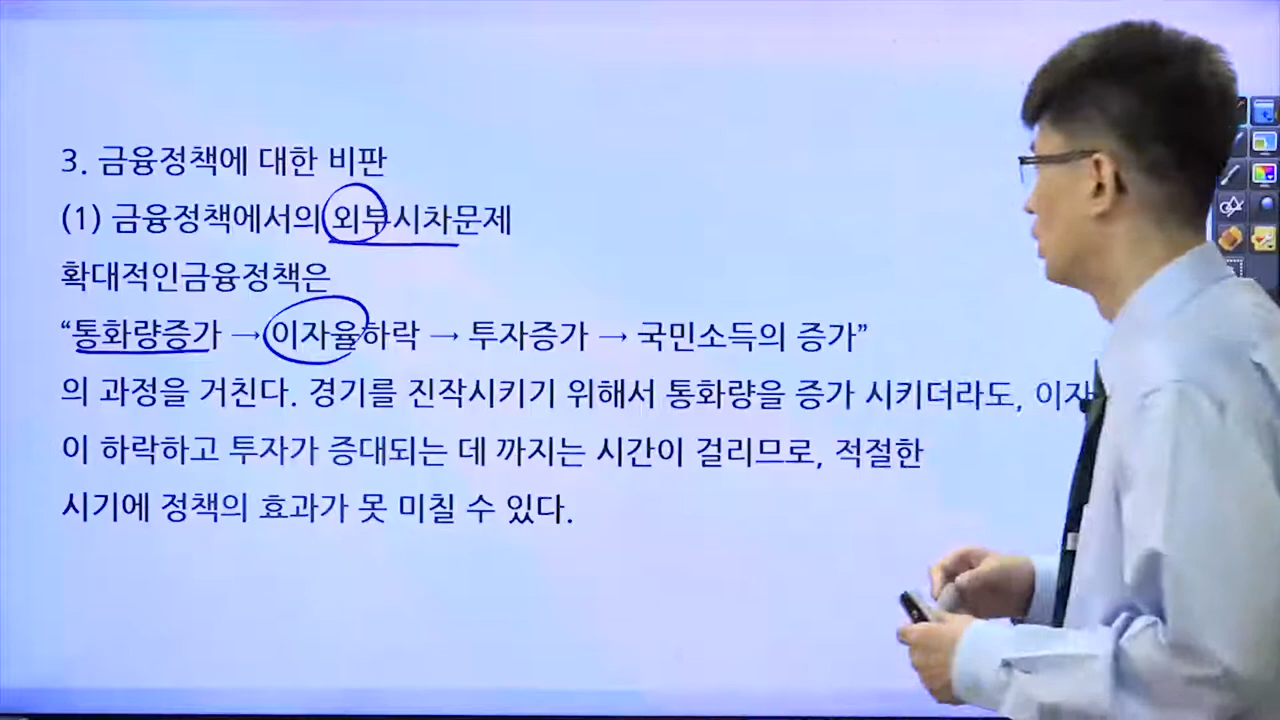 3. 금융정책에 대한 비판
(1) 금융정책에서의 외부시차문제
확대적인금융정책은
“통화량증가 → 이자율하락 → 투자증가 → 국민소득의 증가”
의 과정을 거친다. 경기를 진작시키기 위해서 통화량을 증가 시키더라도, 이자
이 하락하고 투자가 증대되는 데 까지는 시간이 걸리므로, 적절한
시기에 정책의 효과가 못 미칠 수 있다.